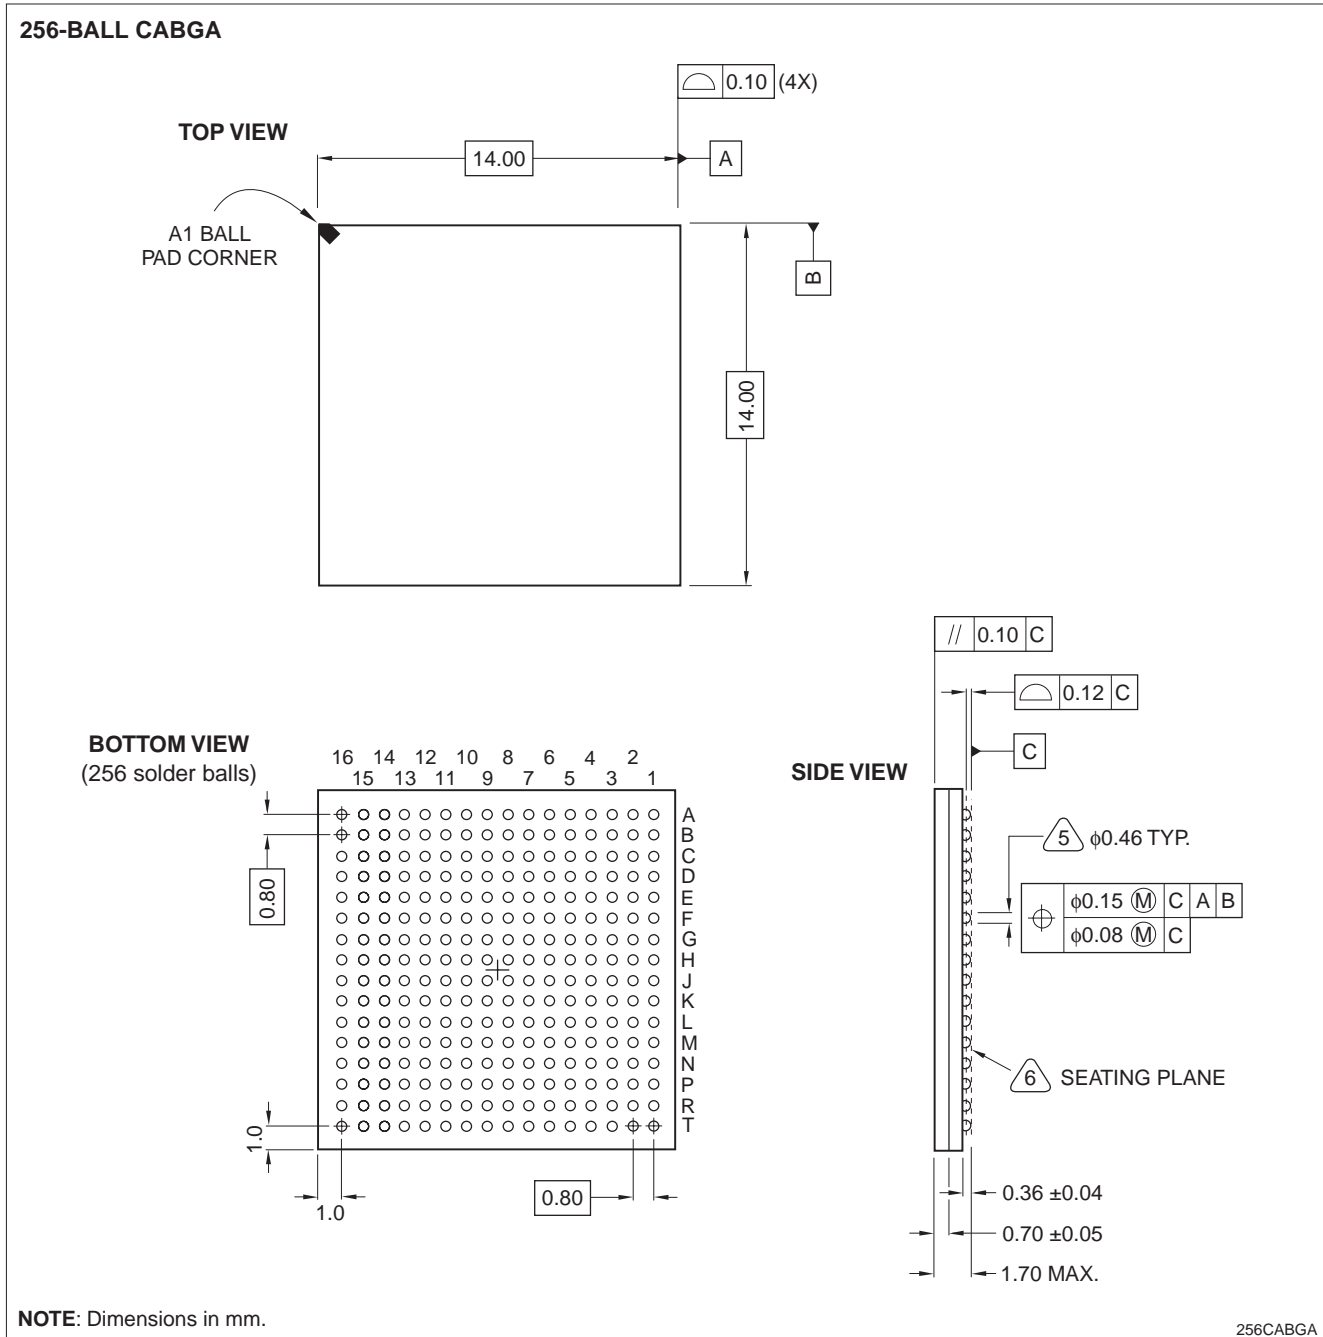 256-BALL CABGA
0.10 (4X)
TOP VIEW
14.00
A
A1 BALL
PAD CORNER
B
14.00
// 0.10 C
0.12 C
C
BOTTOM VIEW
(256 solder balls)
16 14 12 10 8 6 4 2
15 13 11 9 7 5 3 1
SIDE VIEW
A
B
C
D
E
F
G
H
J
K
L
M
N
P
R
T
0.80
5 ϕ0.46 TYP.
ϕ0.15 Ⓜ C A B
ϕ0.08 Ⓜ C
6 SEATING PLANE
1.0
1.0
0.80
0.36 ±0.04
0.70 ±0.05
1.70 MAX.
NOTE: Dimensions in mm.
256CABGA